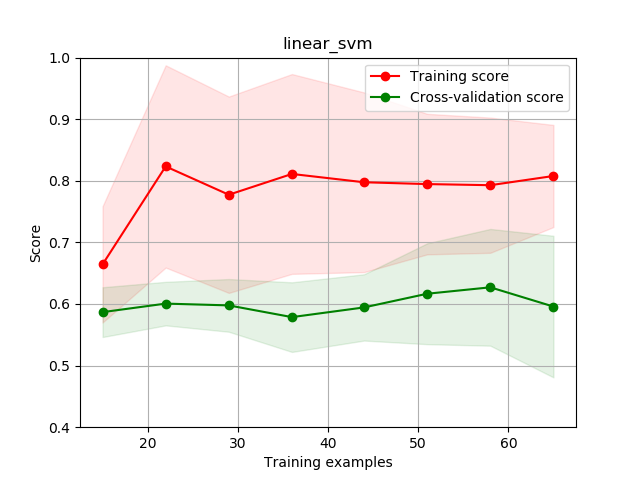 linear_svm
Training score
Cross-validation score
1.0
0.9
0.8
0.7
0.6
0.5
0.4
Score
20 30 40 50 60
Training examples